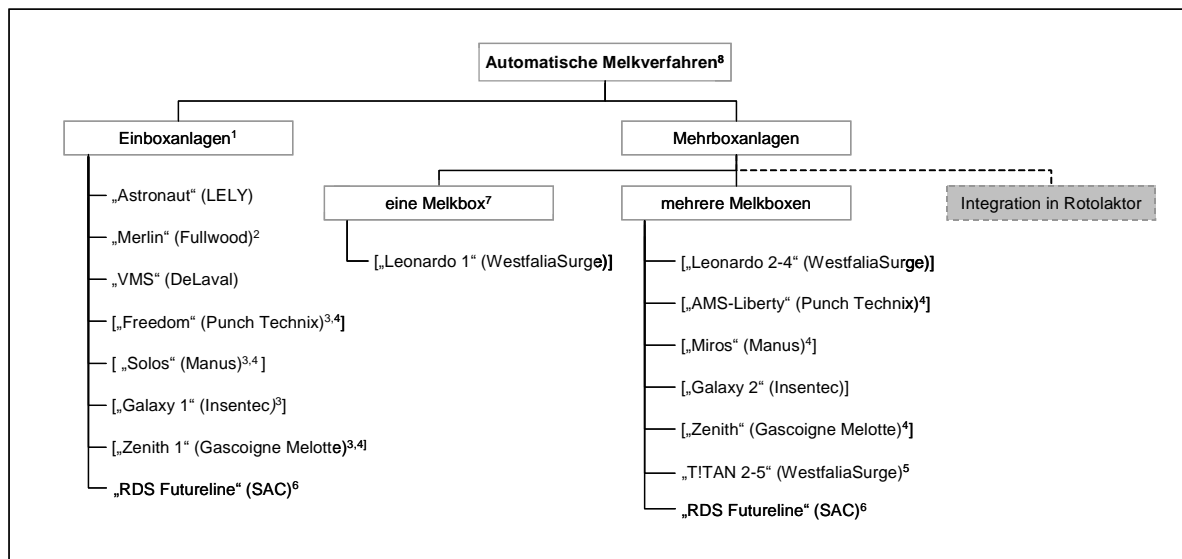 Automatische Melkverfahren⁸
Einboxanlagen¹
Mehrboxanlagen
eine Melkbox⁷
mehrere Melkboxen
Integration in Rotolaktor
„Astronaut“ (LELY)
„Merlin“ (Fullwood)²
„VMS“ (DeLaval)
[„Freedom“ (Punch Technix)³,⁴]
[ „Solos“ (Manus)³,⁴ ]
[„Galaxy 1“ (Insentec)³]
[„Zenith 1“ (Gascoigne Melotte)³,⁴]
„RDS Futureline“ (SAC)⁶
[„Leonardo 1“ (WestfaliaSurge)]
[„Leonardo 2-4“ (WestfaliaSurge)]
[„AMS-Liberty“ (Punch Technix)⁴]
[„Miros“ (Manus)⁴]
[„Galaxy 2“ (Insentec)]
[„Zenith“ (Gascoigne Melotte)⁴]
„T!TAN 2-5“ (WestfaliaSurge)⁵
„RDS Futureline“ (SAC)⁶